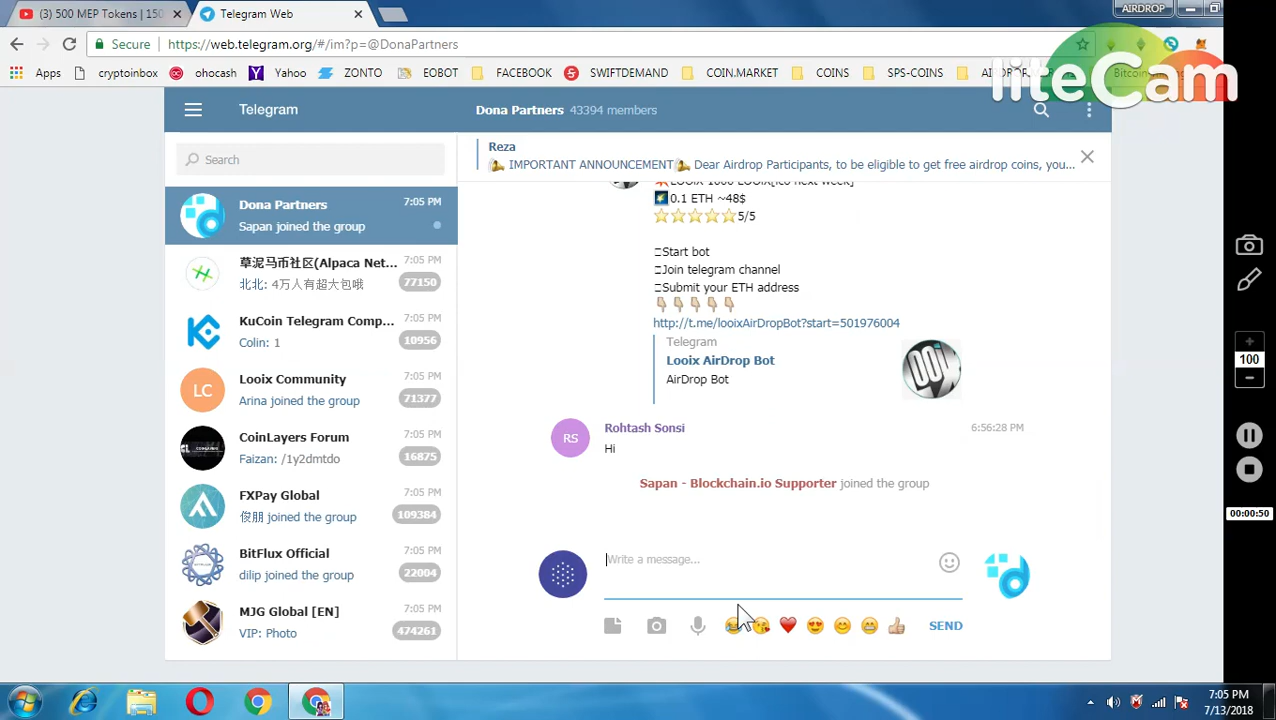 (3) 500 MEP Tokens | 150
Telegram Web
AIRDROP
Secure
https://web.telegram.org/#/im?p=@DonaPartners
Apps
cryptoinbox
ohocash
Yahoo
ZONTO
EOBOT
FACEBOOK
SWIFTDEMAND
COIN.MARKET
COINS
SPS-COINS
liteCam
Telegram
Dona Partners 43394 members
Search
Reza
IMPORTANT ANNOUNCEMENT Dear Airdrop Participants, to be eligible to get free airdrop coins, you...
Dona Partners 7:05 PM
Sapan joined the group
草泥马币社区(Alpaca Net... 7:05 PM
北北: 4万人有超大包哦 77150
KuCoin Telegram Comp... 7:05 PM
Colin: 1 10956
Looix Community 7:05 PM
Arina joined the group 71377
LC
CoinLayers Forum 7:05 PM
Faizan: /1y2dmtdo 16875
FXPay Global 7:05 PM
俊朋 joined the group 109384
BitFlux Official 7:05 PM
dilip joined the group 22004
MJG Global [EN] 7:05 PM
VIP: Photo 474261
0.1 ETH ~48$
5/5
Start bot
Join telegram channel
Submit your ETH address
http://t.me/looixAirDropBot?start=501976004
Telegram
Looix AirDrop Bot
AirDrop Bot
RS
Rohtash Sonsi 6:56:28 PM
Hi
Sapan - Blockchain.io Supporter joined the group
Write a message...
SEND
100
00:00:50
7:05 PM
7/13/2018